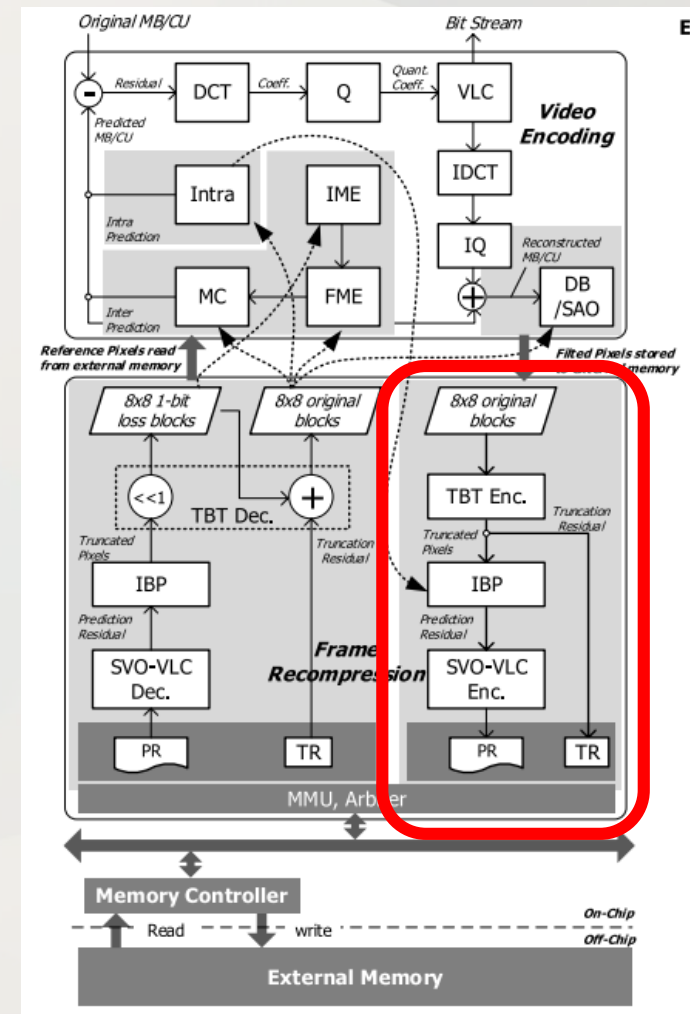 Original MB/CU
Bit Stream
E
Residual
DCT
Coeff.
Q
Quant.
Coeff.
VLC
-
Predicted
MB/CU
Video
Encoding
IDCT
Intra
IME
Intra
Prediction
IQ
Reconstructed
MB/CU
MC
FME
+
DB
/SAO
Inter
Prediction
Reference Pixels read
from external memory
Filted Pixels stored
memory
8x8 1-bit
loss blocks
8x8 original
blocks
8x8 original
blocks
<<1
+
TBT Dec.
TBT Enc.
Truncated
Pixels
Truncation
Residual
Truncated
Pixels
Truncation
Residual
IBP
IBP
Prediction
Residual
Prediction
Residual
Frame
Recompression
SVO-VLC
Dec.
SVO-VLC
Enc.
PR
TR
PR
TR
MMU, Arbiter
Memory Controller
Read
write
On-Chip
Off-Chip
External Memory